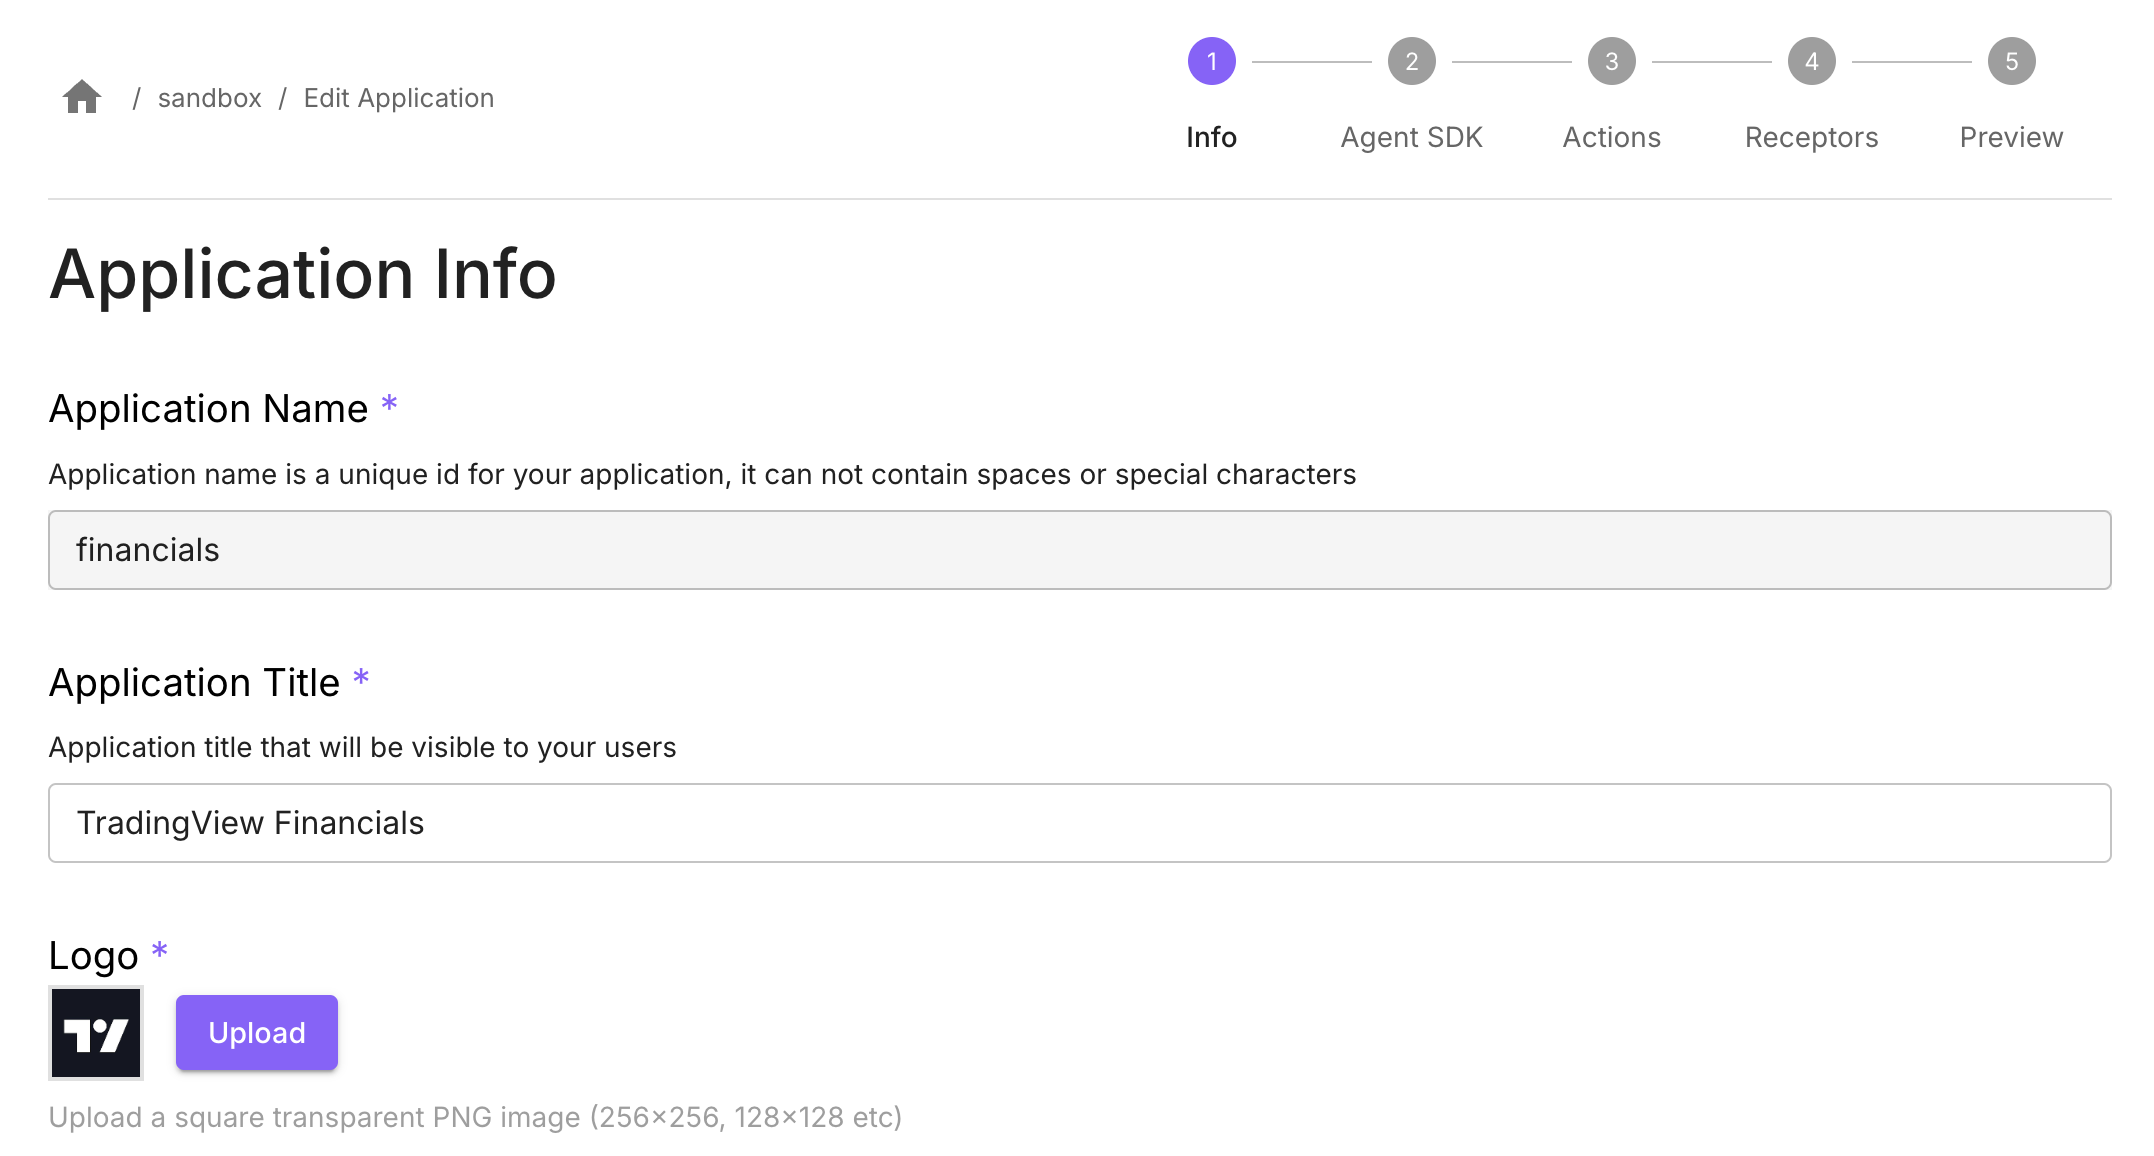 / sandbox / Edit Application
1 2 3 4 5
Info Agent SDK Actions Receptors Preview
Application Info
Application Name *
Application name is a unique id for your application, it can not contain spaces or special characters
financials
Application Title *
Application title that will be visible to your users
TradingView Financials
Logo *
Upload
Upload a square transparent PNG image (256×256, 128×128 etc)